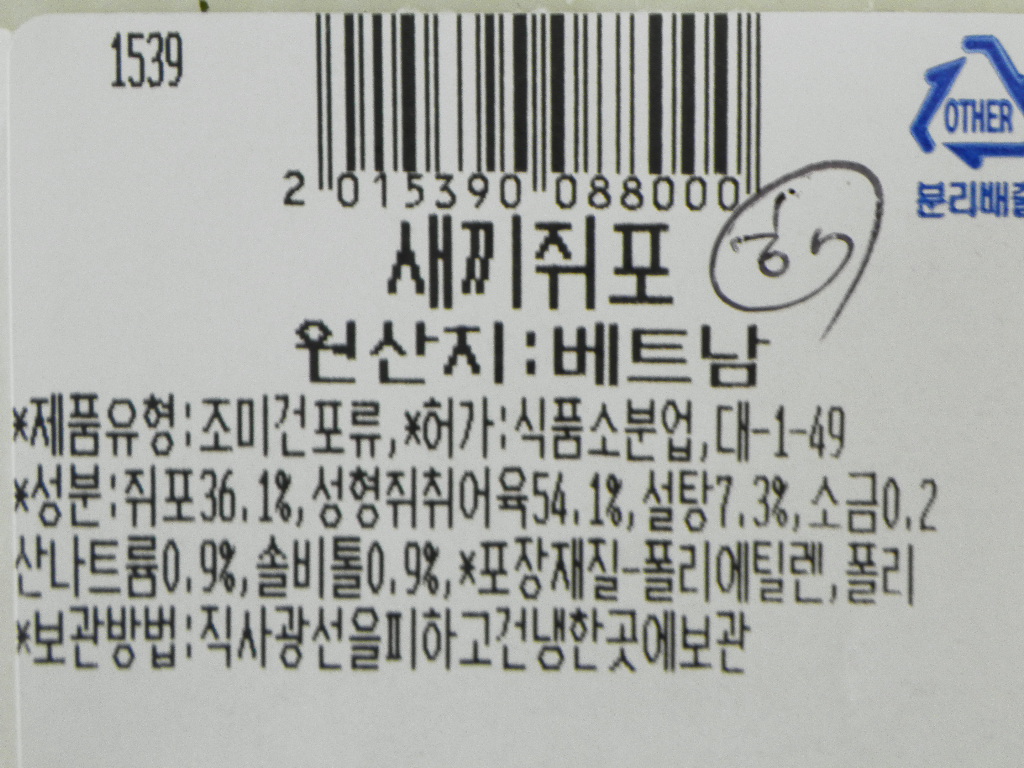 1539
OTHER
분리배출
2 015390 088000
새끼쥐포
원산지:베트남
*제품유형:조미건포류,*허가:식품소분업,대-1-49
*성분:쥐포36.1%,성형쥐취어육54.1%,설탕7.3%,소금0.2
산나트륨0.9%,솔비톨0.9%,*포장재질-폴리에틸렌,폴리
*보관방법:직사광선을피하고건냉한곳에보관